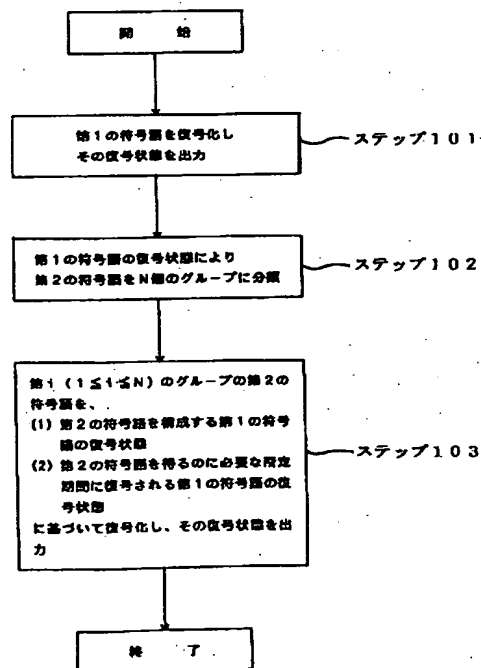 開 始
第1の符号語を復号化し
その復号状態を出力
ステップ101
第1の符号語の復号状態により
第2の符号語をN個のグループに分類
ステップ102
第i（1≦i≦N）のグループの第2の
符号語を、
(1) 第2の符号語を構成する第1の符号
語の復号状態
(2) 第2の符号語を得るのに必要な所定
期間に復号される第1の符号語の復
号状態
に基づいて復号化し、その復号状態を出
力
ステップ103
終 了